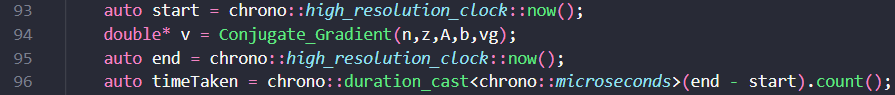 93 auto start = chrono::high_resolution_clock::now();
94 double* v = Conjugate_Gradient(n,z,A,b,vg);
95 auto end = chrono::high_resolution_clock::now();
96 auto timeTaken = chrono::duration_cast<chrono::microseconds>(end - start).count();